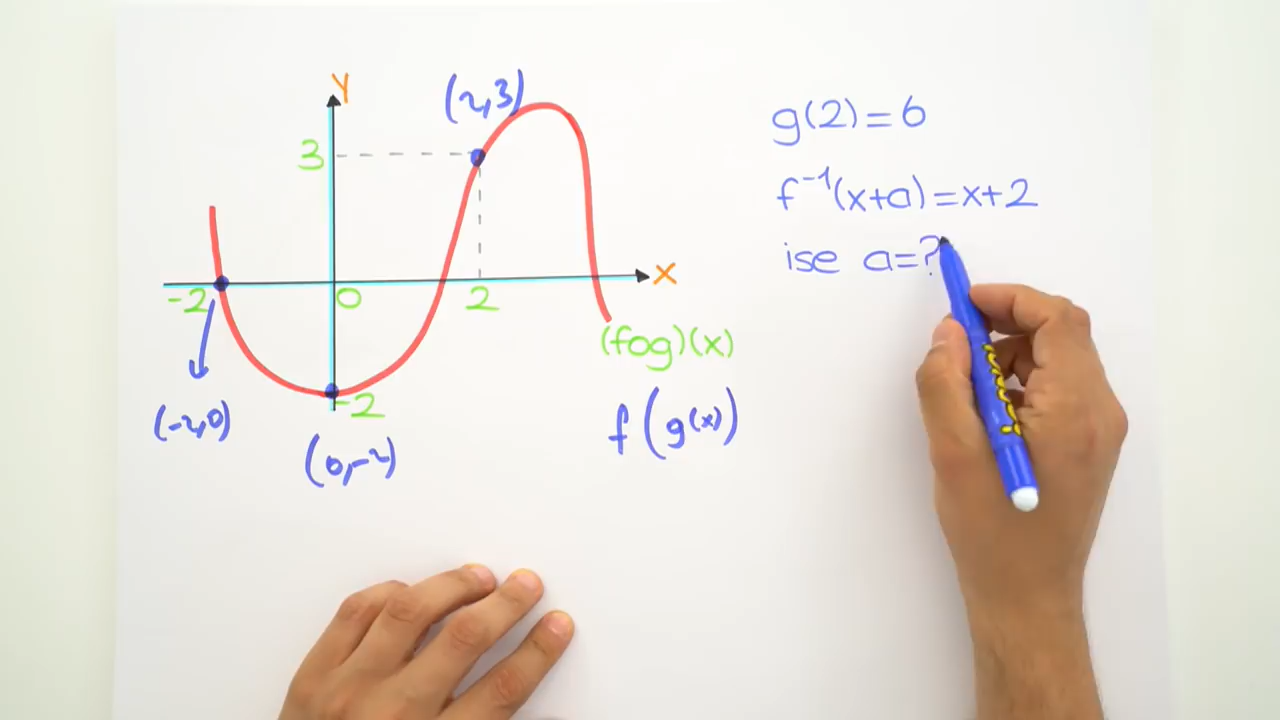 Y
(2,3)
3
-2
0
2
X
(fog)(x)
-2
(-2,0)
(0,-2)
f(g(x))
g(2)=6
f⁻¹(x+a)=x+2
ise a=?